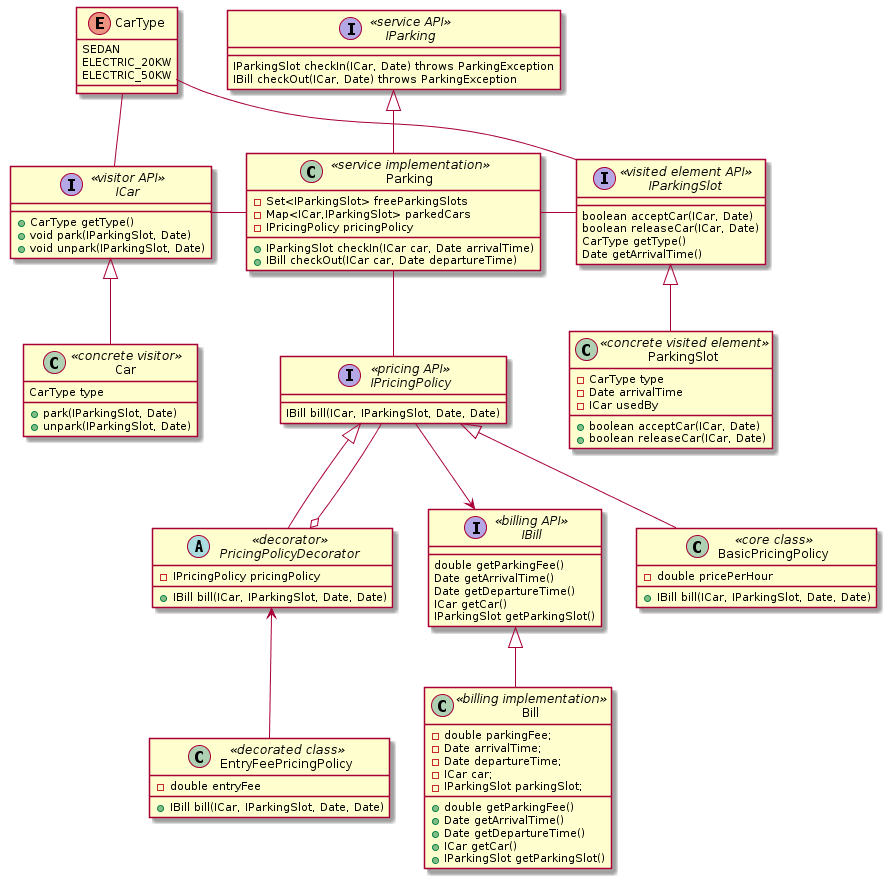 E CarType
SEDAN
ELECTRIC_20KW
ELECTRIC_50KW
I «service API»
IParking
IParkingSlot checkIn(ICar, Date) throws ParkingException
IBill checkOut(ICar, Date) throws ParkingException
I «visitor API»
ICar
CarType getType()
void park(IParkingSlot, Date)
void unpark(IParkingSlot, Date)
C «service implementation»
Parking
Set<IParkingSlot> freeParkingSlots
Map<ICar,IParkingSlot> parkedCars
IPricingPolicy pricingPolicy
IParkingSlot checkIn(ICar car, Date arrivalTime)
IBill checkOut(ICar car, Date departureTime)
I «visited element API»
IParkingSlot
boolean acceptCar(ICar, Date)
boolean releaseCar(ICar, Date)
CarType getType()
Date getArrivalTime()
C «concrete visitor»
Car
CarType type
park(IParkingSlot, Date)
unpark(IParkingSlot, Date)
I «pricing API»
IPricingPolicy
IBill bill(ICar, IParkingSlot, Date, Date)
C «concrete visited element»
ParkingSlot
CarType type
Date arrivalTime
ICar usedBy
boolean acceptCar(ICar, Date)
boolean releaseCar(ICar, Date)
A «decorator»
PricingPolicyDecorator
IPricingPolicy pricingPolicy
IBill bill(ICar, IParkingSlot, Date, Date)
I «billing API»
IBill
double getParkingFee()
Date getArrivalTime()
Date getDepartureTime()
ICar getCar()
IParkingSlot getParkingSlot()
C «core class»
BasicPricingPolicy
double pricePerHour
IBill bill(ICar, IParkingSlot, Date, Date)
C «decorated class»
EntryFeePricingPolicy
double entryFee
IBill bill(ICar, IParkingSlot, Date, Date)
C «billing implementation»
Bill
double parkingFee;
Date arrivalTime;
Date departureTime;
ICar car;
IParkingSlot parkingSlot;
double getParkingFee()
Date getArrivalTime()
Date getDepartureTime()
ICar getCar()
IParkingSlot getParkingSlot()